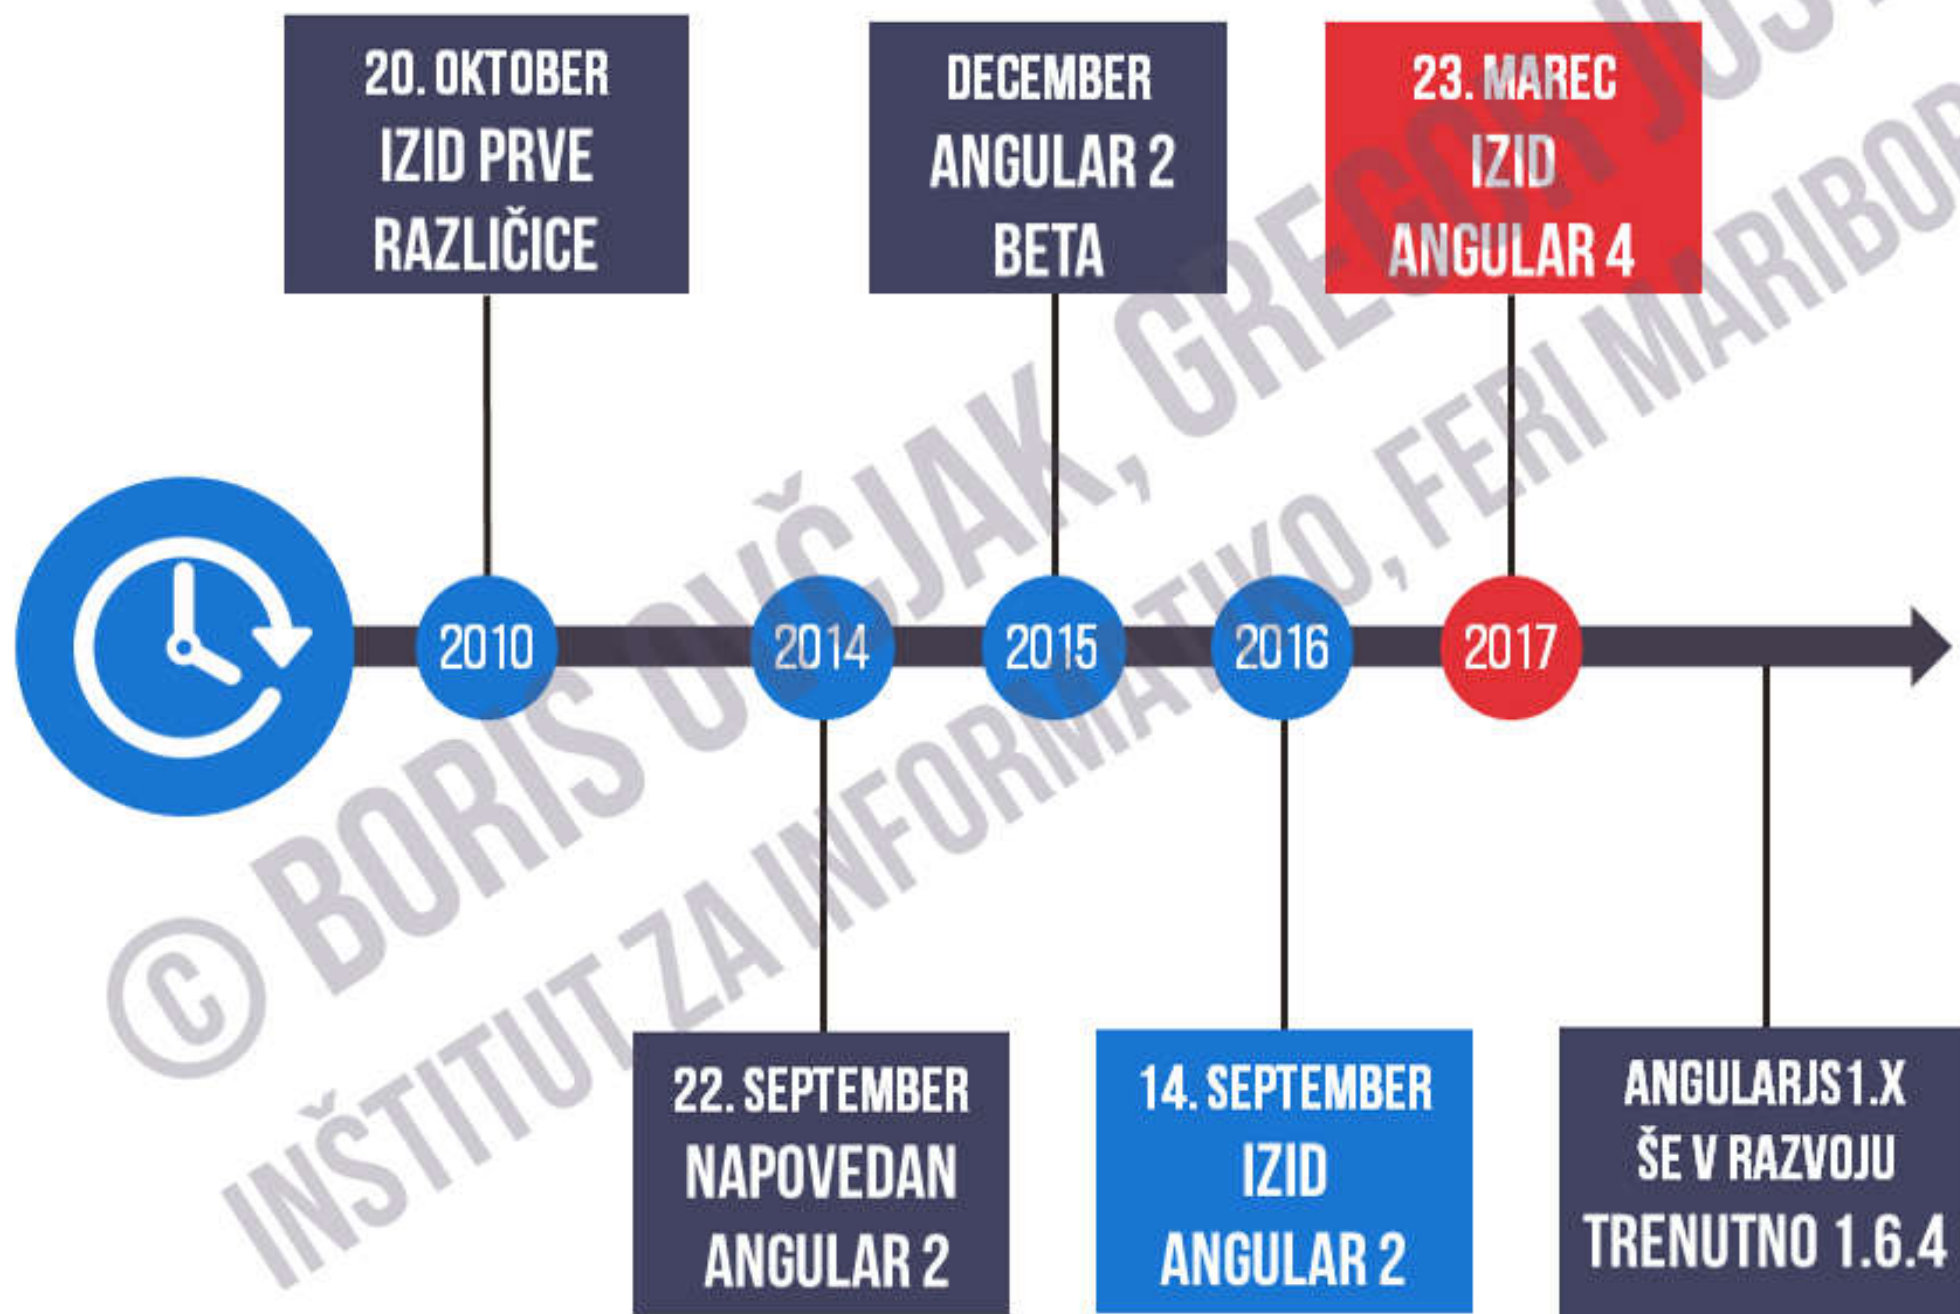 20. OKTOBER
IZID PRVE
RAZLIČICE
DECEMBER
ANGULAR 2
BETA
23. MAREC
IZID
ANGULAR 4
2010
2014
2015
2016
2017
22. SEPTEMBER
NAPOVEDAN
ANGULAR 2
14. SEPTEMBER
IZID
ANGULAR 2
ANGULARJS 1.X
ŠE V RAZVOJU
TRENUTNO 1.6.4
© BORIS OVČJAK, GREGOR
INŠTITUT ZA INFORMATIKO, FERI MARIBOR